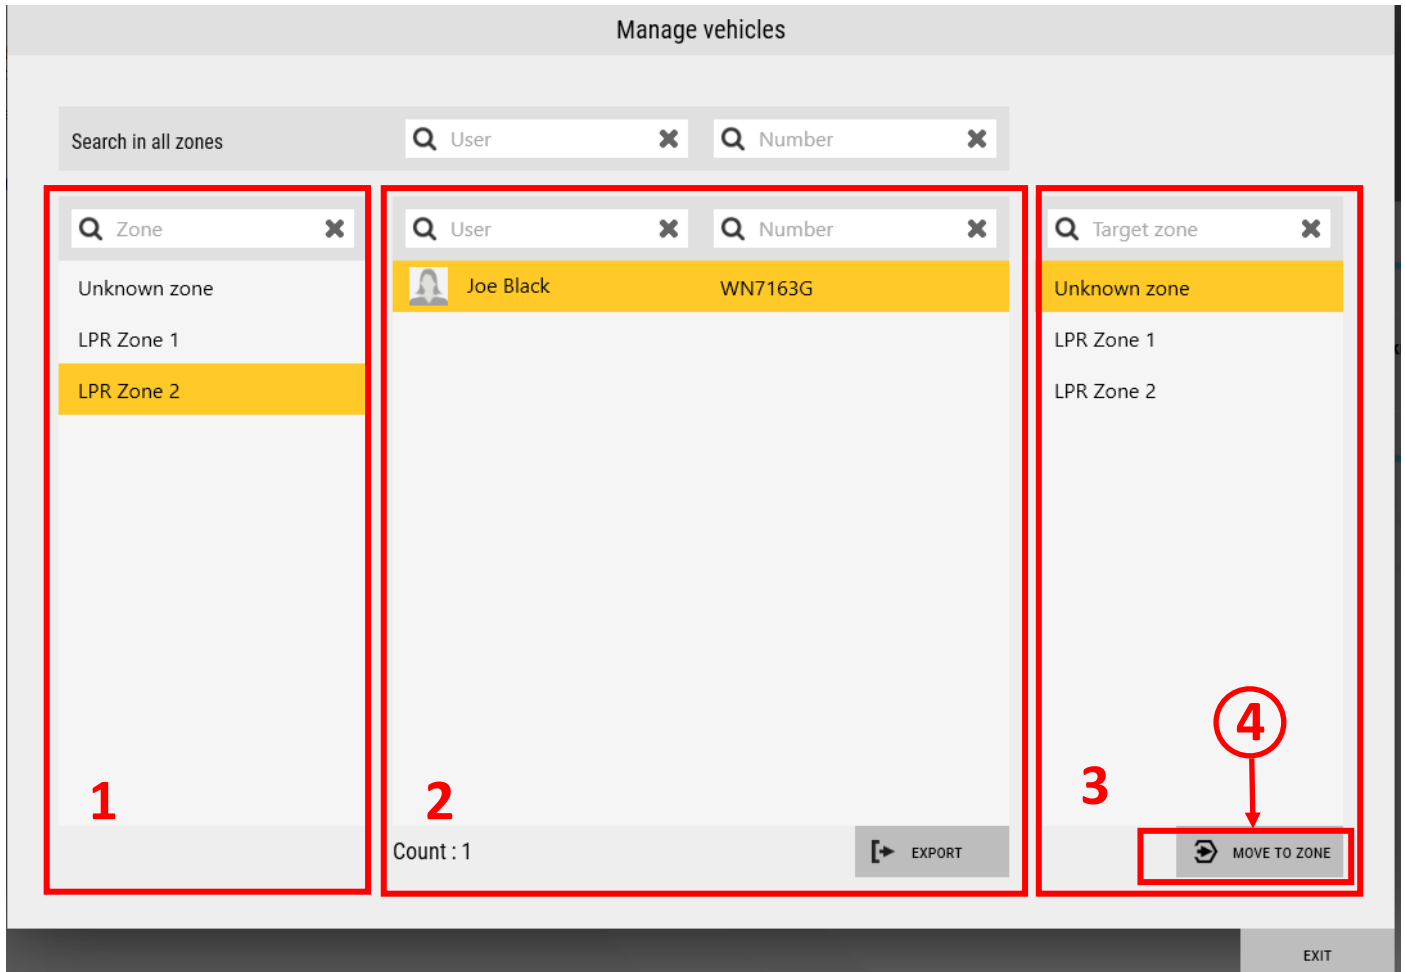 Manage vehicles
Search in all zones
User
Number
Zone
User
Number
Target zone
Unknown zone
LPR Zone 1
LPR Zone 2
Joe Black
WN7163G
Unknown zone
LPR Zone 1
LPR Zone 2
1
2
3
4
Count : 1
EXPORT
MOVE TO ZONE
EXIT